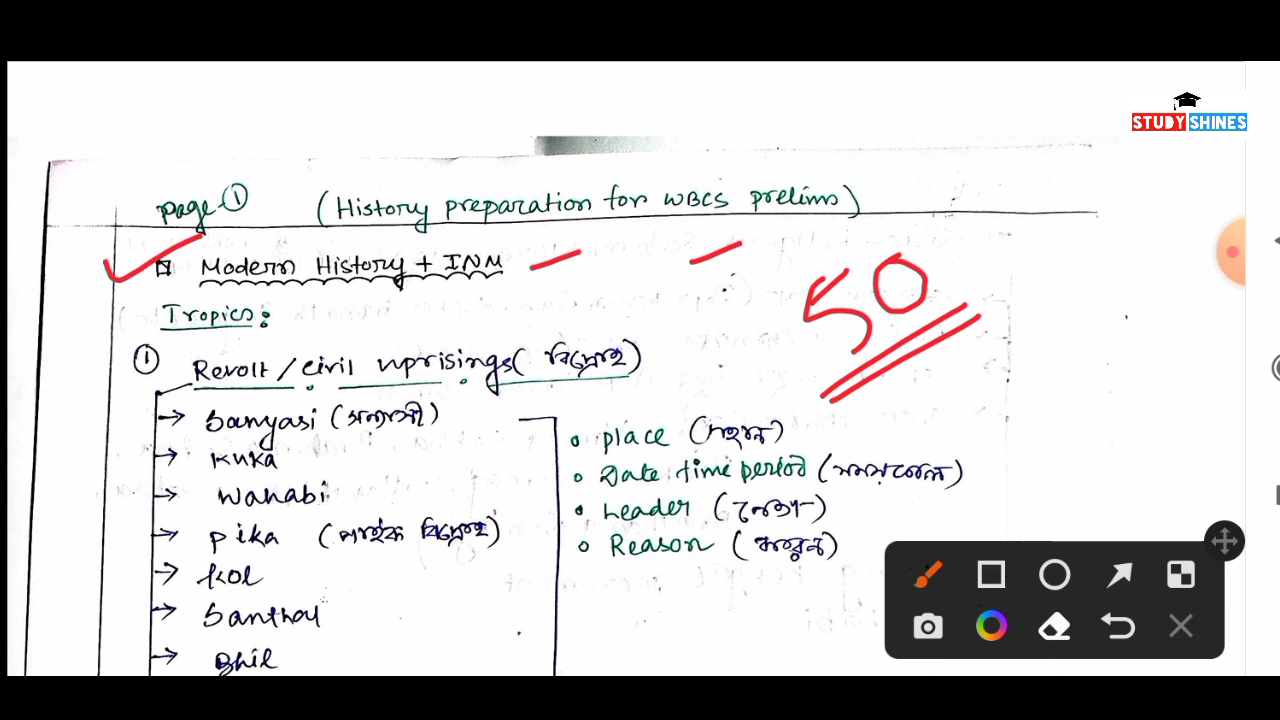 STUDY SHINES
Page-① (History preparation for WBCS prelims)
Modern History + INM
50
Tropics:
① Revolt/civil uprisings (বিদ্রোহ)
→ Sanyasi (সন্ন্যাসী)
→ Kuka
→ Wahabi
→ Pika (পাইক বিদ্রোহ)
→ Kol
→ Santhal
→ Bhil
• place
• Date time period (সময়কাল)
• Leader (নেতা)
• Reason (কারন)